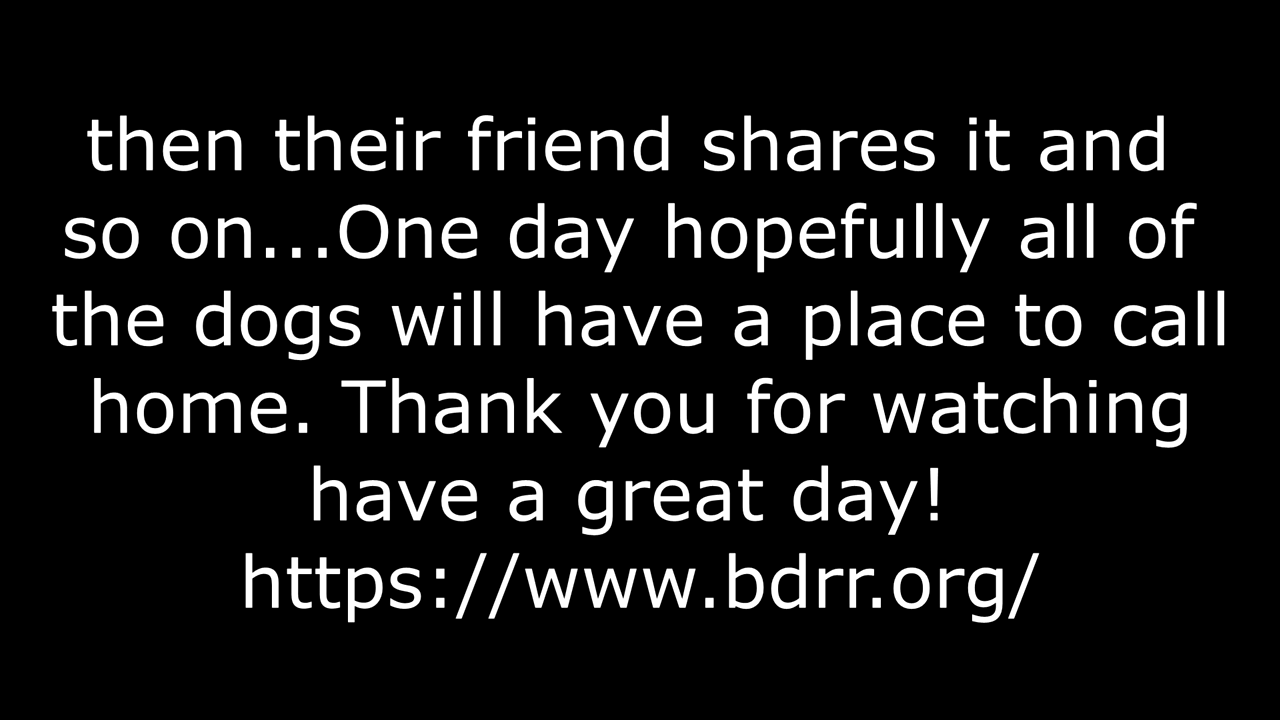 then their friend shares it and
so on...One day hopefully all of
the dogs will have a place to call
home. Thank you for watching
have a great day!
https://www.bdrr.org/